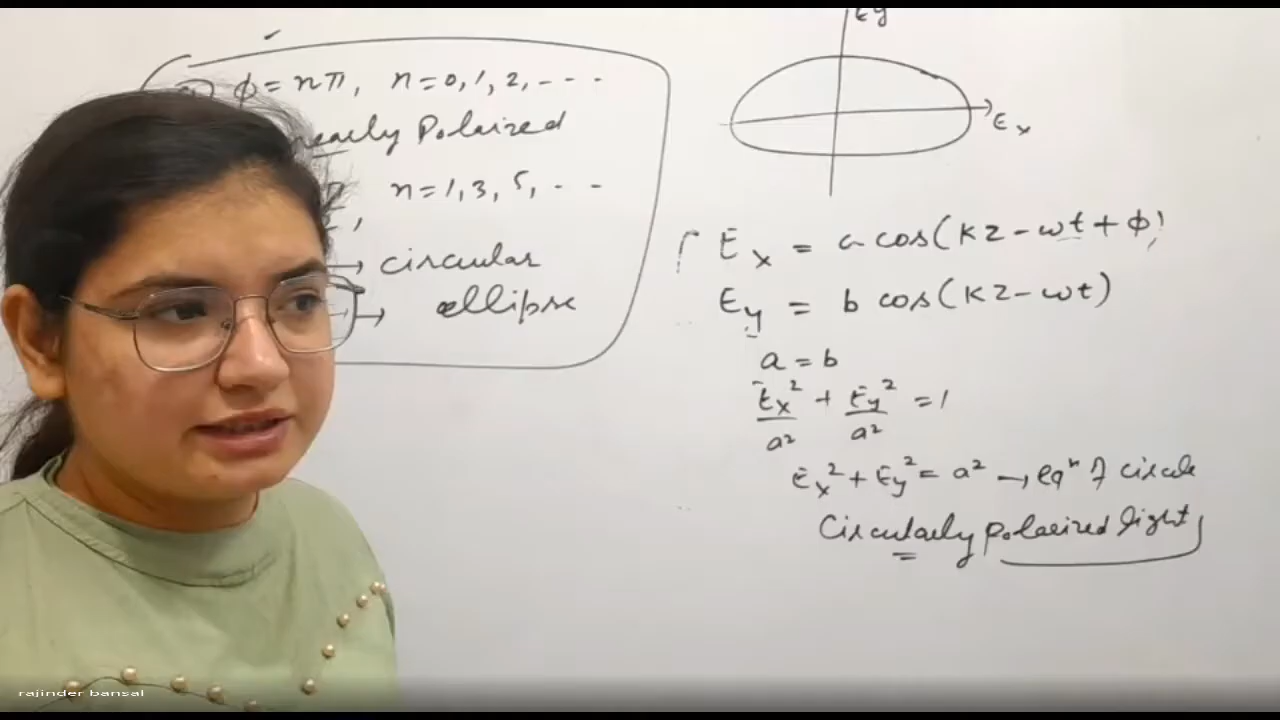 φ = nπ, n = 0, 1, 2, - - -
Polarized
n = 1, 3, 5, - - -
→ circular
→ ellipse
Ey
Ex
Ex = a cos(kz - ωt + φ)
Ey = b cos(kz - ωt)
a = b
Ex²/a² + Ey²/a² = 1
Ex² + Ey² = a² → eqⁿ of circle
Circularly polarized light
rajinder bansal